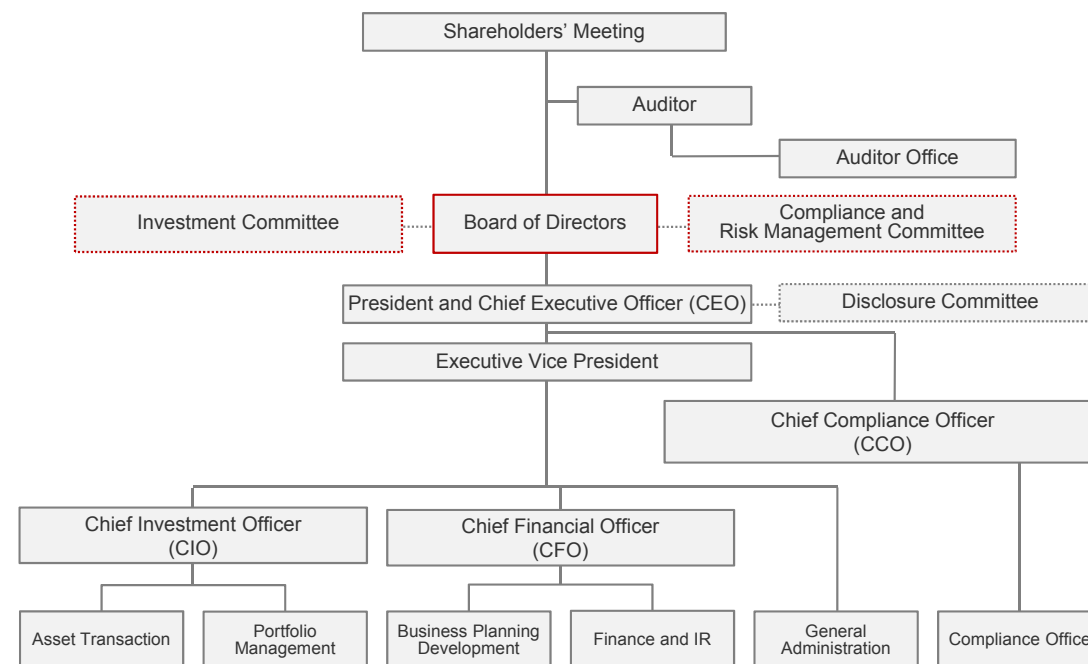 Shareholders’ Meeting
Auditor
Auditor Office
Investment Committee
Board of Directors
Compliance and
Risk Management Committee
President and Chief Executive Officer (CEO)
Disclosure Committee
Executive Vice President
Chief Compliance Officer
(CCO)
Chief Investment Officer
(CIO)
Chief Financial Officer
(CFO)
Asset Transaction
Portfolio
Management
Business Planning
Development
Finance and IR
General
Administration
Compliance Office